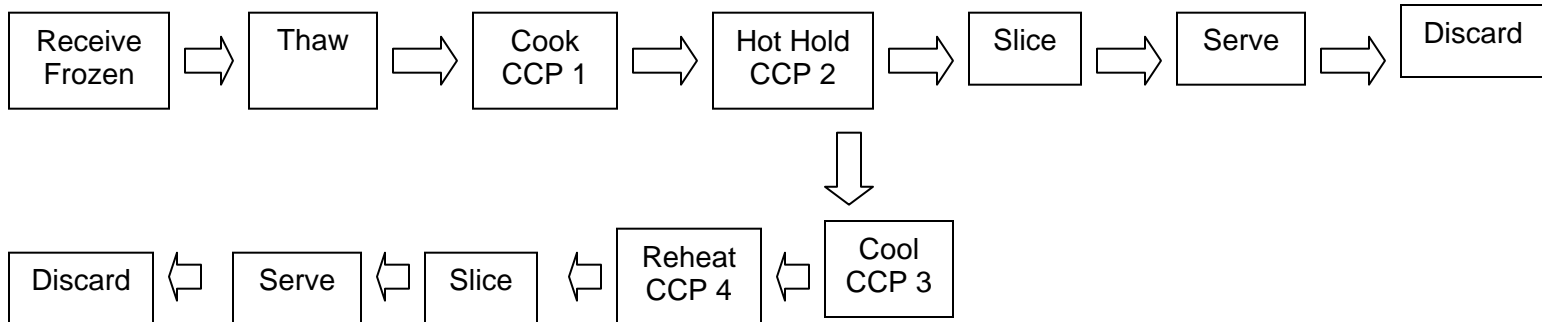 Receive
Frozen
Thaw
Cook
CCP 1
Hot Hold
CCP 2
Slice
Serve
Discard
Cool
CCP 3
Reheat
CCP 4
Slice
Serve
Discard